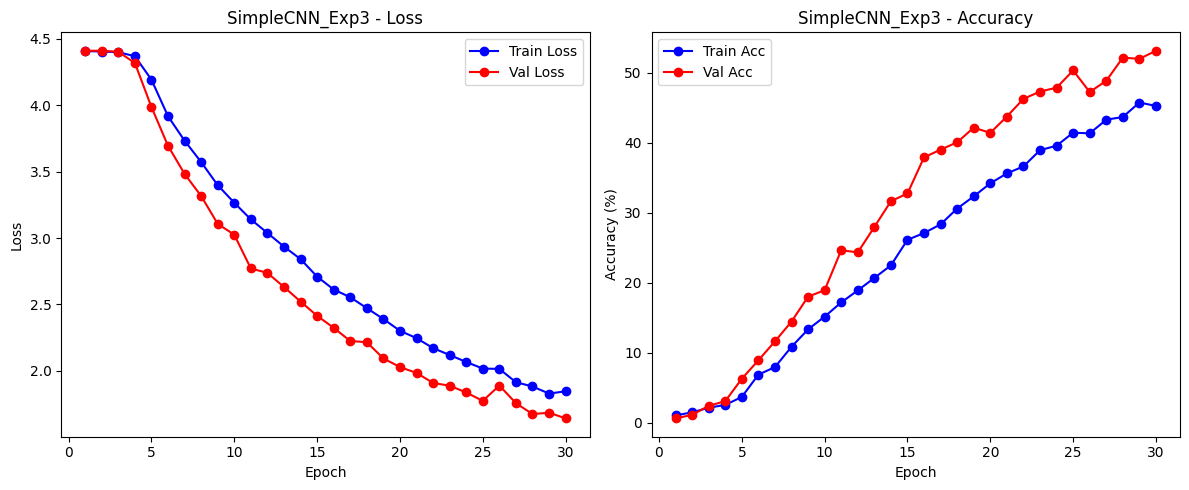 SimpleCNN_Exp3 - Loss
4.5
4.0
3.5
3.0
2.5
2.0
Loss
0 5 10 15 20 25 30
Epoch
Train Loss
Val Loss
SimpleCNN_Exp3 - Accuracy
50
40
30
20
10
0
Accuracy (%)
0 5 10 15 20 25 30
Epoch
Train Acc
Val Acc